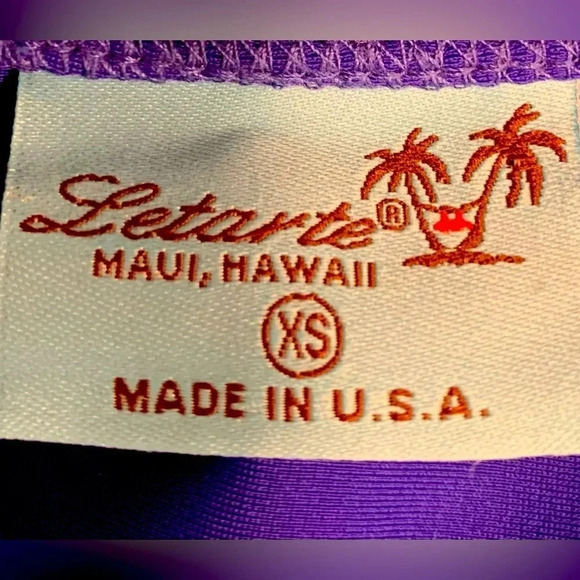 Letarte®
MAUI, HAWAII
XS
MADE IN U.S.A.